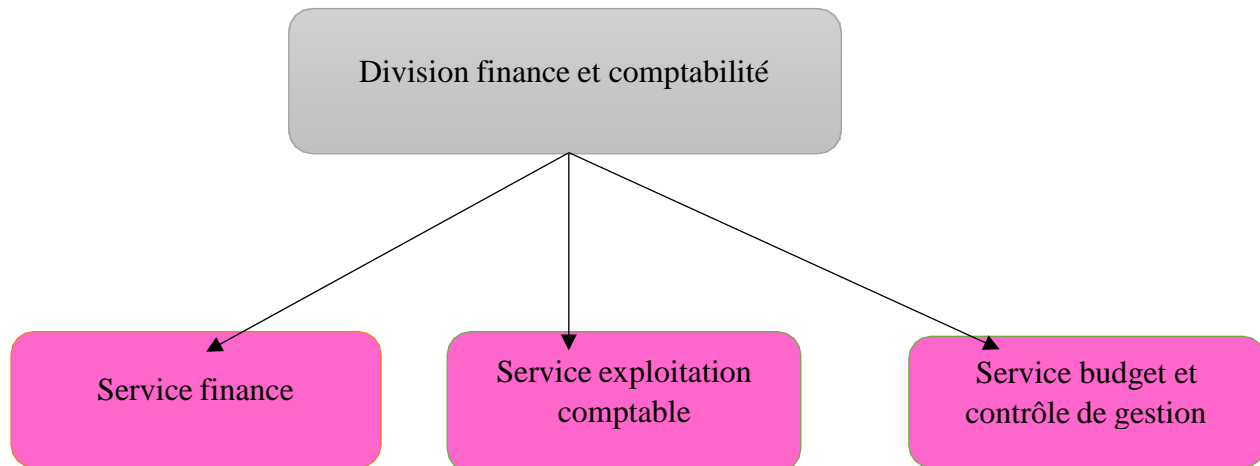 Division finance et comptabilité
Service finance
Service exploitation
comptable
Service budget et
contrôle de gestion